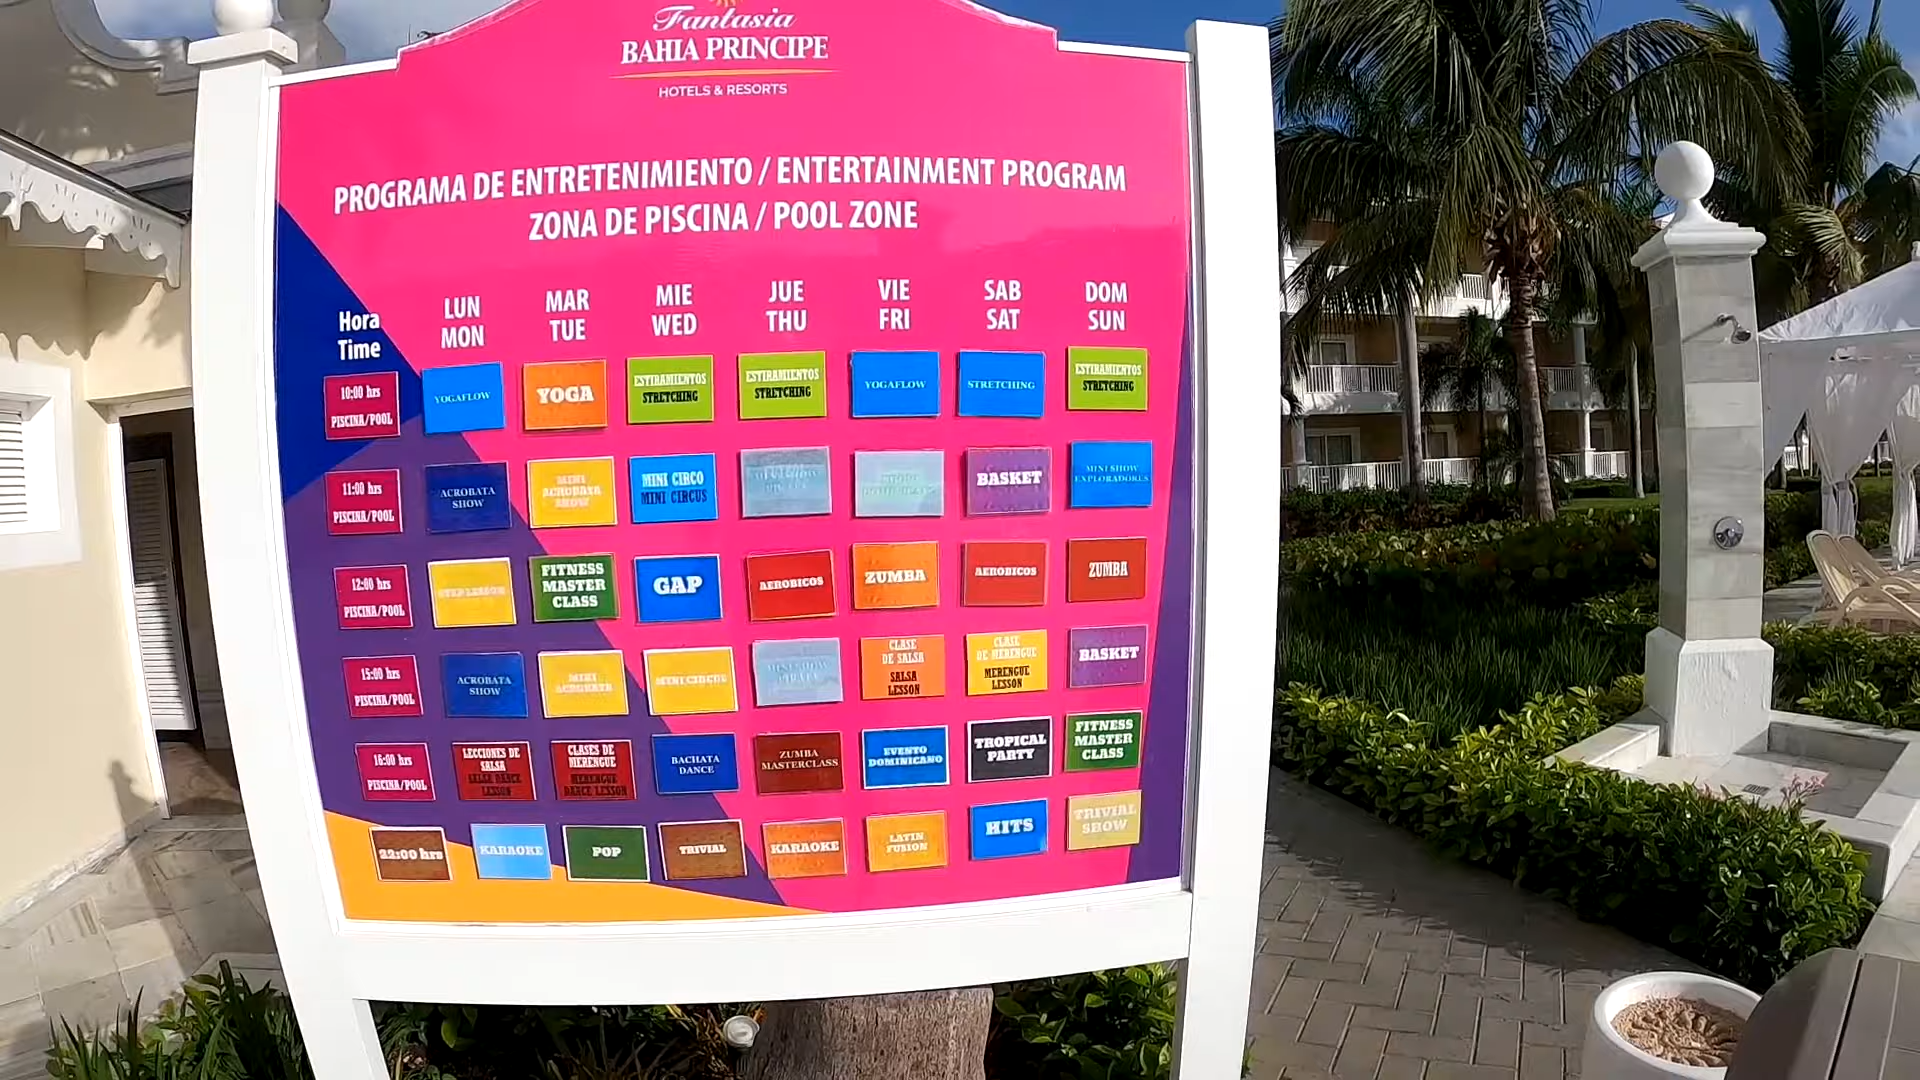 Fantasia
BAHIA PRINCIPE
HOTELS & RESORTS
PROGRAMA DE ENTRETENIMIENTO / ENTERTAINMENT PROGRAM
ZONA DE PISCINA / POOL ZONE
Hora
Time
LUN
MON
MAR
TUE
MIE
WED
JUE
THU
VIE
FRI
SAB
SAT
DOM
SUN
10:00 hrs
PISCINA/POOL
YOGAFLOW
YOGA
ESTIRAMIENTOS
STRETCHING
ESTIRAMIENTOS
STRETCHING
YOGAFLOW
STRETCHING
ESTIRAMIENTOS
STRETCHING
11:00 hrs
PISCINA/POOL
ACROBATA
SHOW
MINI
ACROBATA
SHOW
MINI CIRCO
MINI CIRCUS
BASKET
MINI SHOW
EXPLORADORES
12:00 hrs
PISCINA/POOL
STEP LESSON
FITNESS
MASTER
CLASS
GAP
AEROBICOS
ZUMBA
AEROBICOS
ZUMBA
15:00 hrs
PISCINA/POOL
ACROBATA
SHOW
MINI
ACROBATA
MINI CIRCUS
MINI SHOW
PIRATA
CLASE
DE SALSA
SALSA
LESSON
CLASE
DE MERENGUE
MERENGUE
LESSON
BASKET
16:00 hrs
PISCINA/POOL
LECCIONES DE
SALSA
SALSA DANCE
LESSON
CLASES DE
MERENGUE
MERENGUE
DANCE LESSON
BACHATA
DANCE
ZUMBA
MASTERCLASS
EVENTO
DOMINICANO
TROPICAL
PARTY
FITNESS
MASTER
CLASS
22:00 hrs
KARAOKE
POP
TRIVIAL
KARAOKE
LATIN
FUSION
HITS
TRIVIAL
SHOW